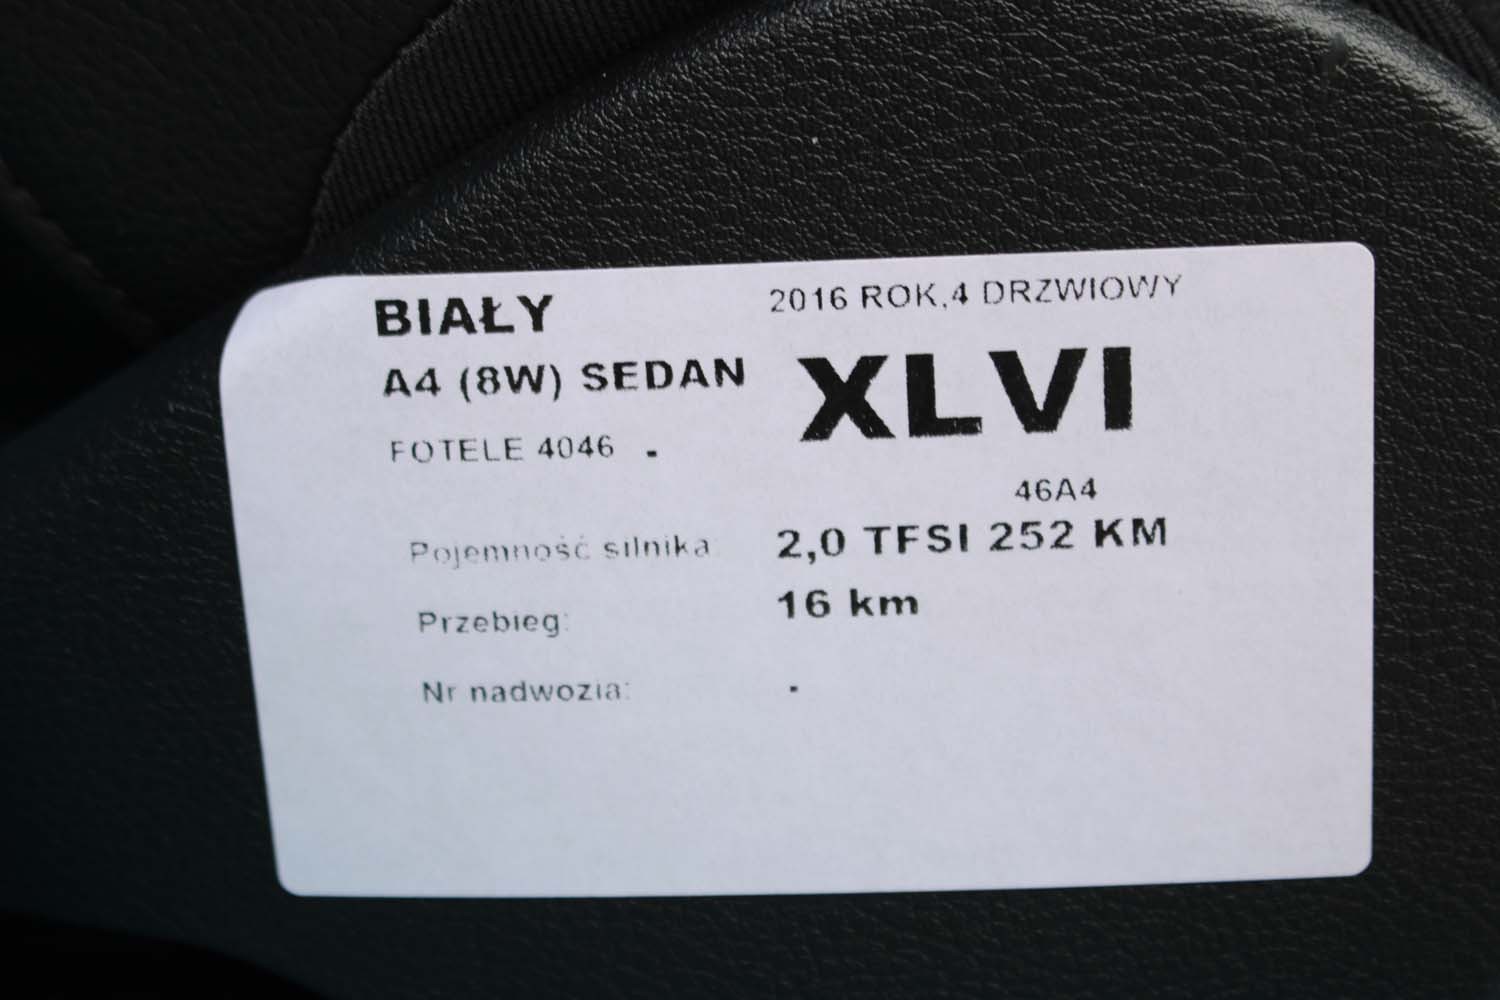 BIAŁY 2016 ROK,4 DRZWIOWY
A4 (8W) SEDAN XLVI
FOTELE 4046 .
46A4
Pojemność silnika: 2,0 TFSI 252 KM
Przebieg: 16 km
Nr nadwozia: .